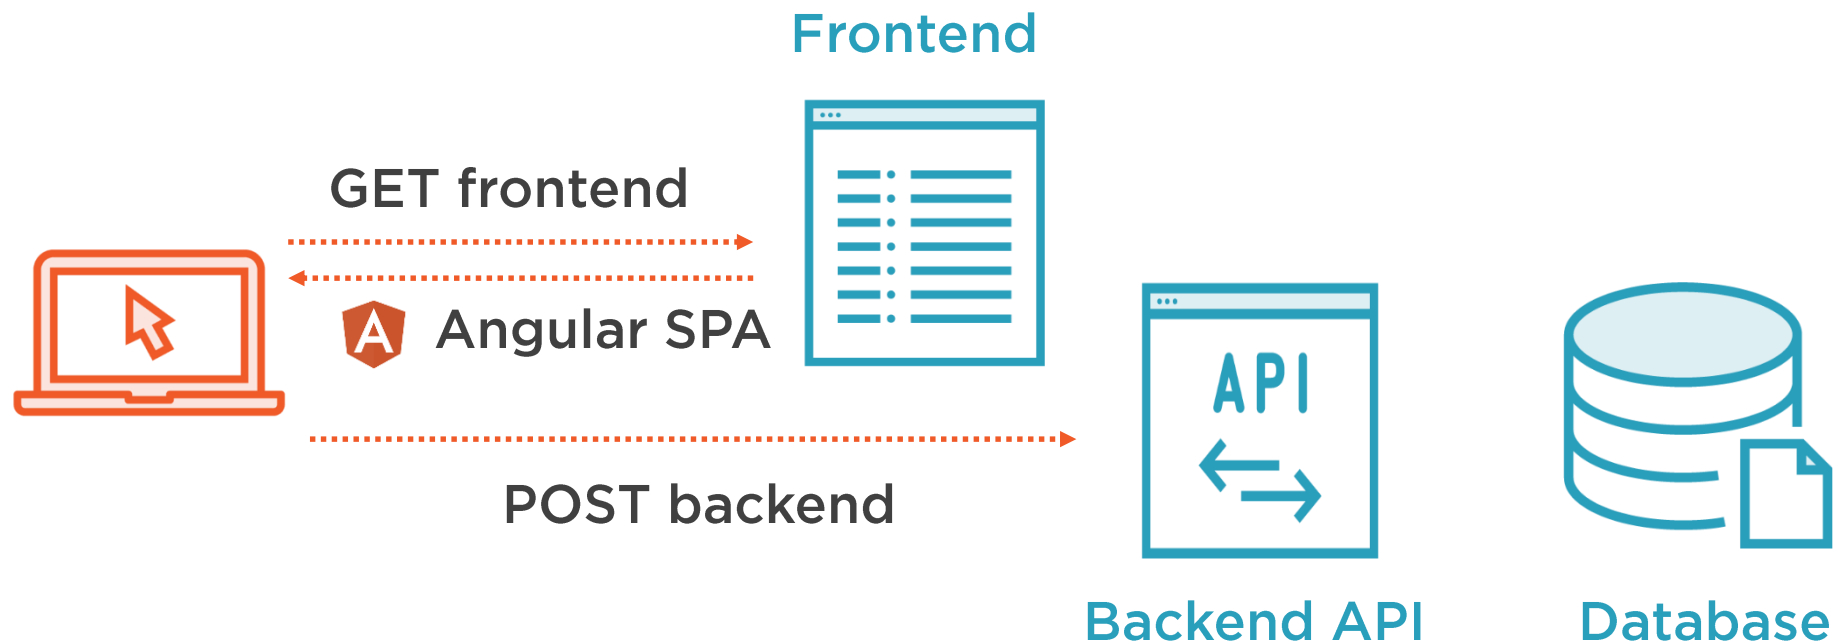 Frontend
GET frontend
A Angular SPA
API
POST backend
Backend API
Database